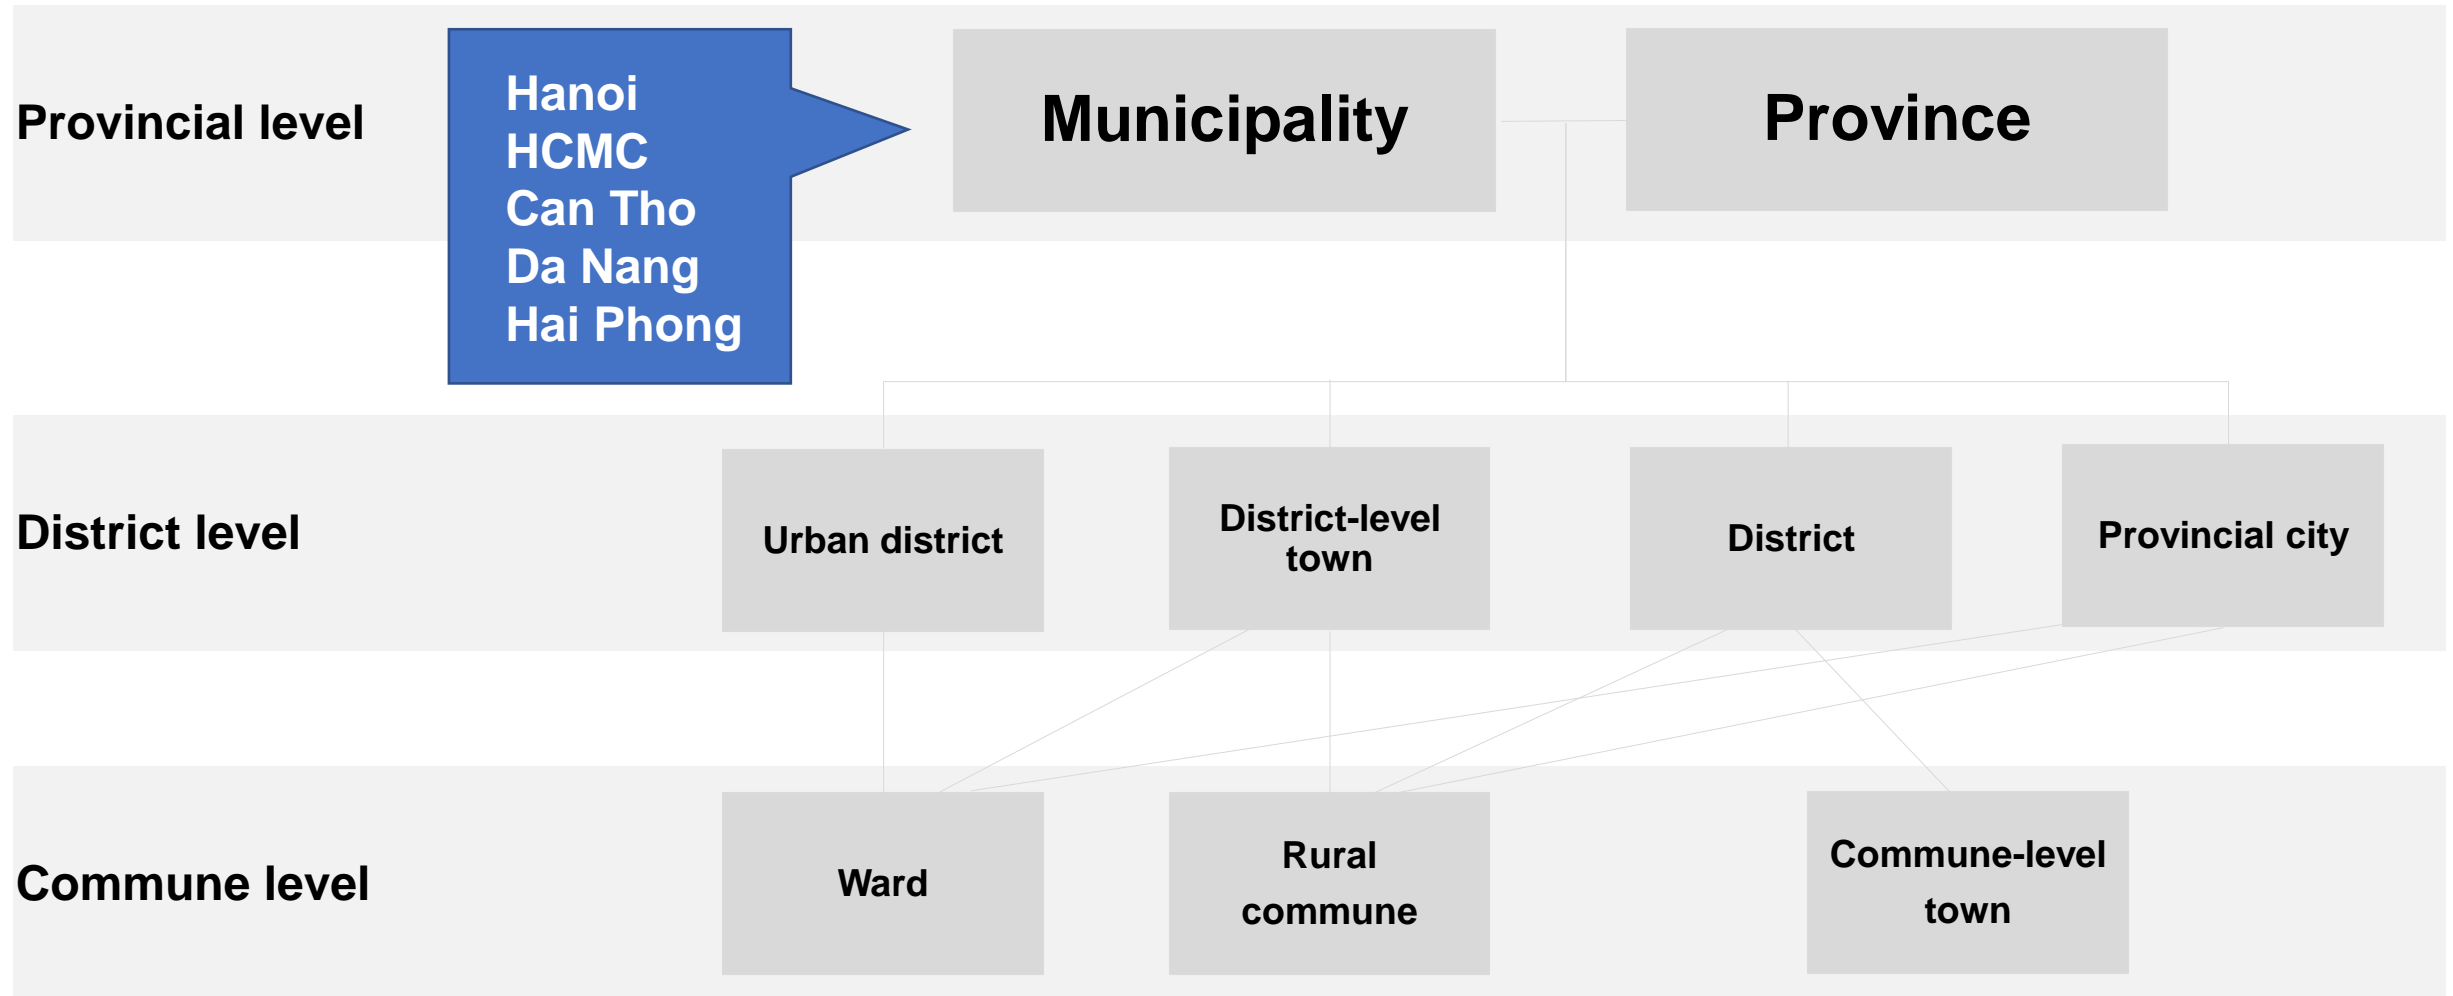 Provincial level
Hanoi
HCMC
Can Tho
Da Nang
Hai Phong
Municipality
Province
District level
Urban district
District-level
town
District
Provincial city
Commune level
Ward
Rural
commune
Commune-level
town